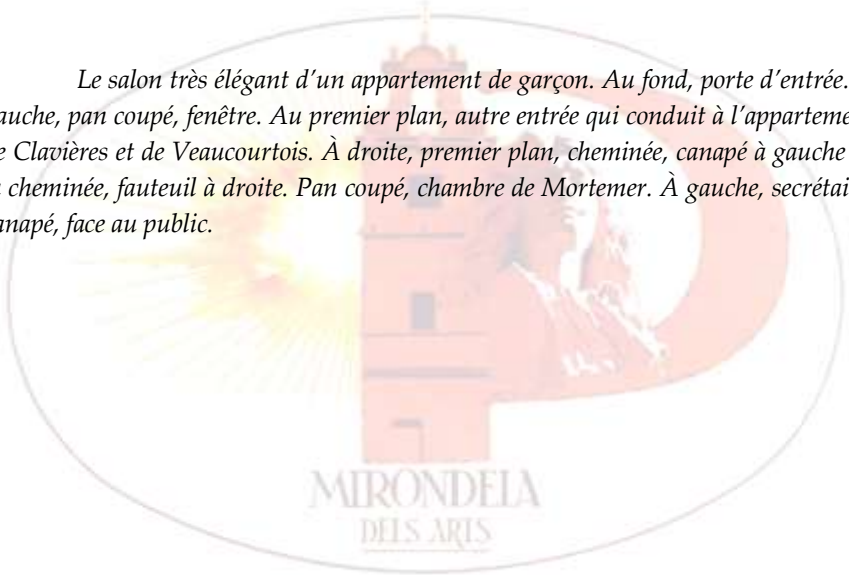 Le salon très élégant d’un appartement de garçon. Au fond, porte d’entrée.
auche, pan coupé, fenêtre. Au premier plan, autre entrée qui conduit à l’apparteme
e Clavières et de Veaucourtois. À droite, premier plan, cheminée, canapé à gauche
a cheminée, fauteuil à droite. Pan coupé, chambre de Mortemer. À gauche, secrétai
anapé, face au public.
MIRONDELA
DELS ARTS